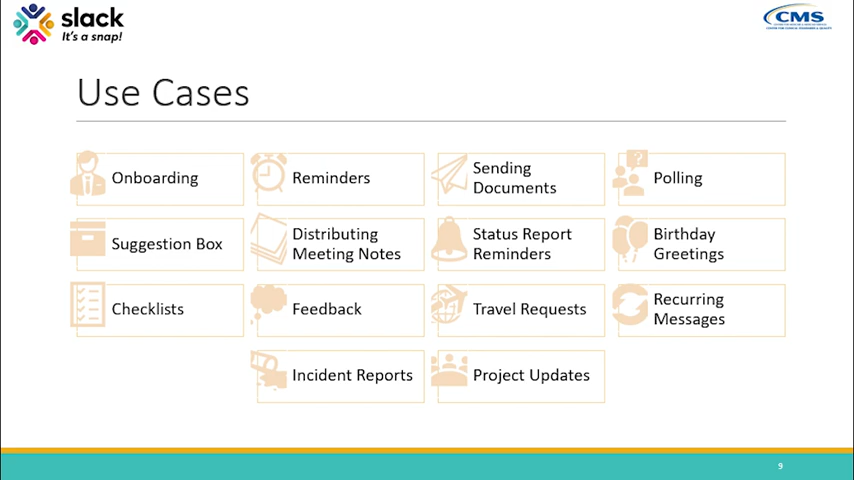 slack
It's a snap!
CMS
Use Cases
Onboarding
Reminders
Sending
Documents
Polling
?
Suggestion Box
Distributing
Meeting Notes
Status Report
Reminders
Birthday
Greetings
Checklists
Feedback
Travel Requests
Recurring
Messages
Incident Reports
Project Updates
9